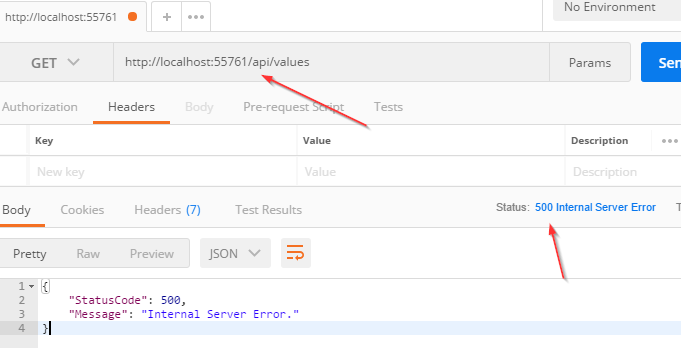 http://localhost:55761
No Environment
GET http://localhost:55761/api/values Params Sen
Authorization Headers Body Pre-request Script Tests
Key Value Description
New key Value Description
Body Cookies Headers (7) Test Results Status: 500 Internal Server Error T
Pretty Raw Preview JSON
1 {
2 "StatusCode": 500,
3 "Message": "Internal Server Error."
4 }